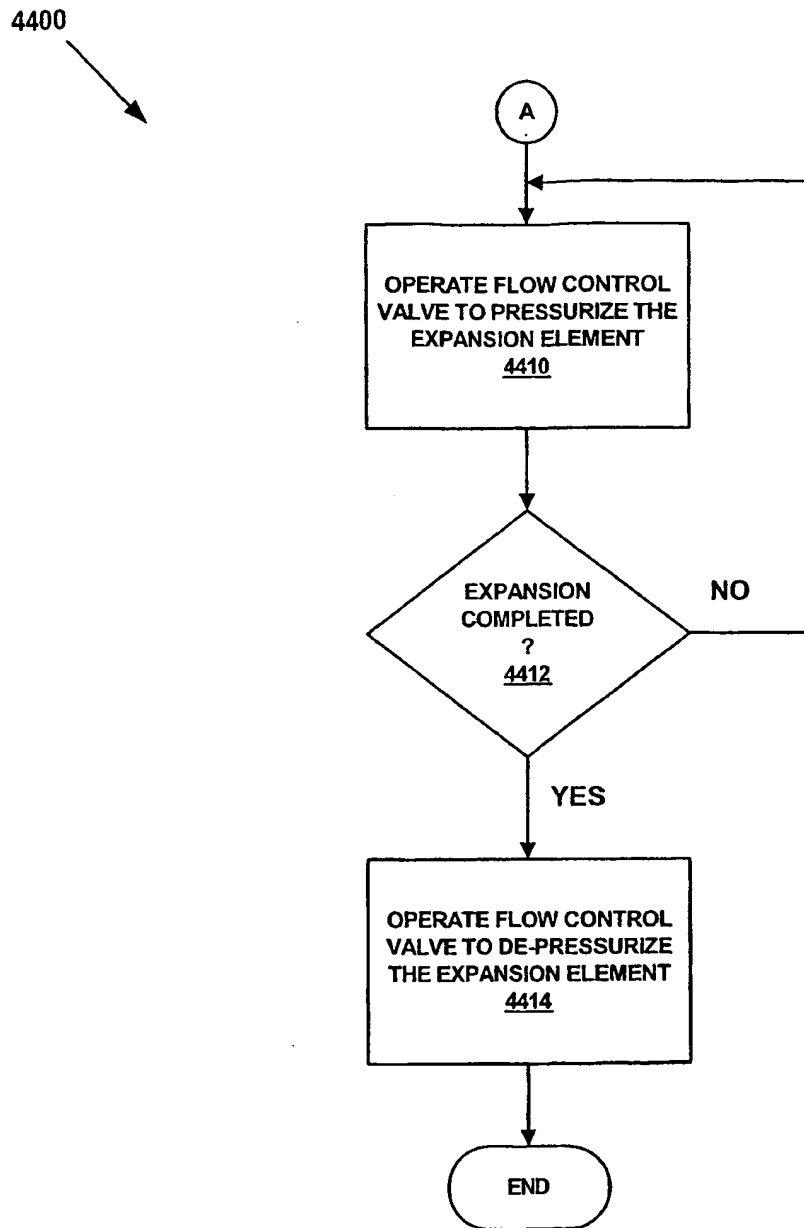 4400
A
OPERATE FLOW CONTROL
VALVE TO PRESSURIZE THE
EXPANSION ELEMENT
4410
EXPANSION
COMPLETED
?
4412
NO
YES
OPERATE FLOW CONTROL
VALVE TO DE-PRESSURIZE
THE EXPANSION ELEMENT
4414
END